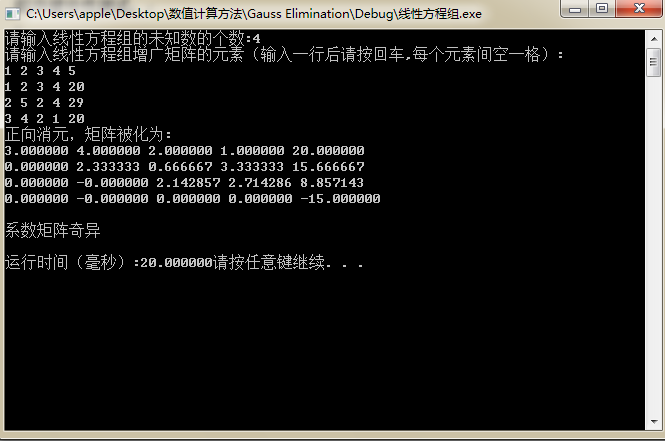 C:\Users\apple\Desktop\数值计算方法\Gauss Elimination\Debug\线性方程组.exe
请输入线性方程组的未知数的个数:4
请输入线性方程组增广矩阵的元素（输入一行后请按回车,每个元素间空一格）:
1 2 3 4 5
1 2 3 4 20
2 5 2 4 29
3 4 2 1 20
正向消元，矩阵被化为:
3.000000 4.000000 2.000000 1.000000 20.000000
0.000000 2.333333 0.666667 3.333333 15.666667
0.000000 -0.000000 2.142857 2.714286 8.857143
0.000000 -0.000000 0.000000 0.000000 -15.000000
系数矩阵奇异
运行时间（毫秒）:20.000000请按任意键继续. . .